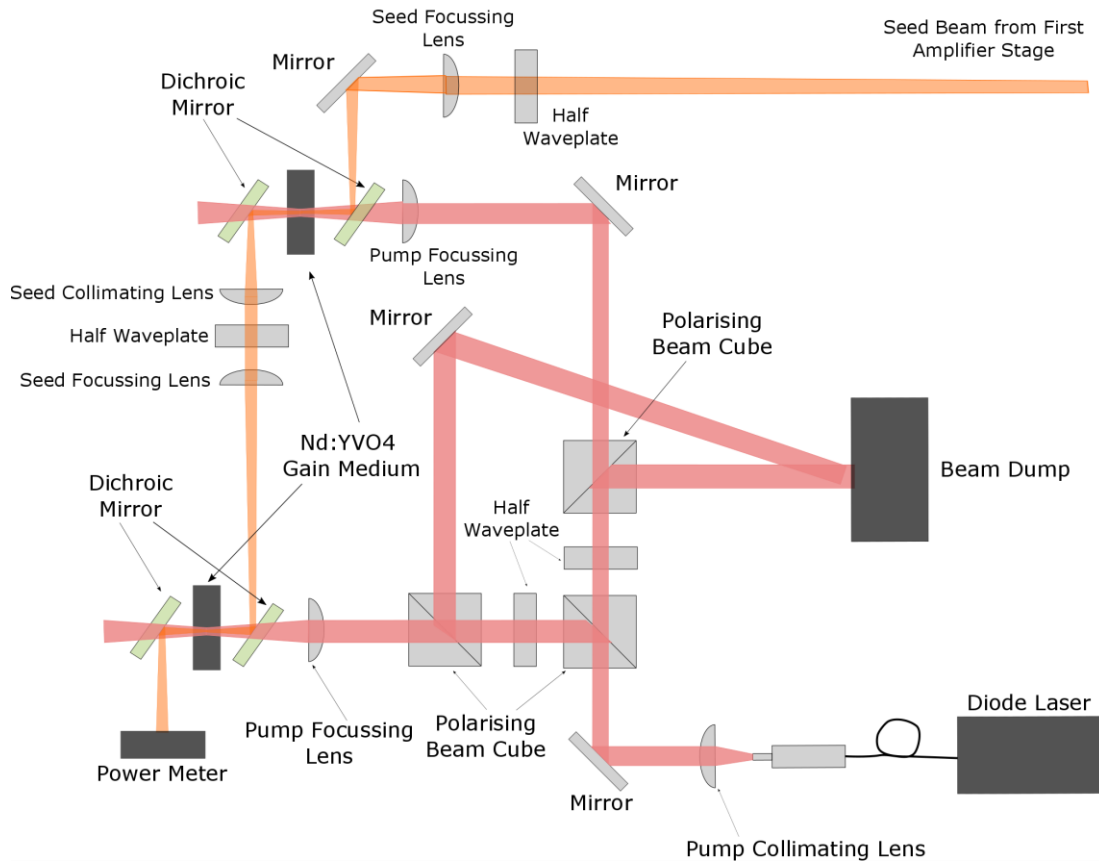 Seed Focussing
Lens
Seed Beam from First
Amplifier Stage
Mirror
Dichroic
Mirror
Half
Waveplate
Mirror
Pump Focussing
Lens
Seed Collimating Lens
Mirror
Polarising
Beam Cube
Half Waveplate
Seed Focussing Lens
Nd:YVO4
Gain Medium
Beam Dump
Dichroic
Mirror
Half
Waveplate
Diode Laser
Pump Focussing
Lens
Polarising
Beam Cube
Power Meter
Mirror
Pump Collimating Lens